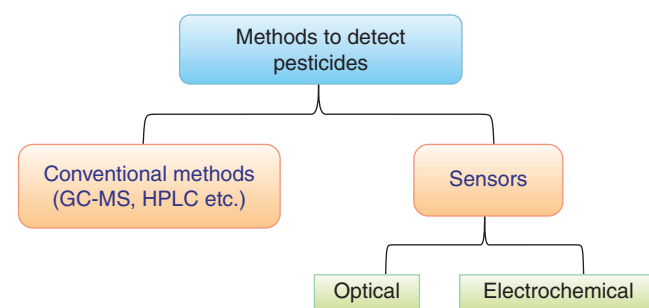 Methods to detect
pesticides
Conventional methods
(GC-MS, HPLC etc.)
Sensors
Optical
Electrochemical